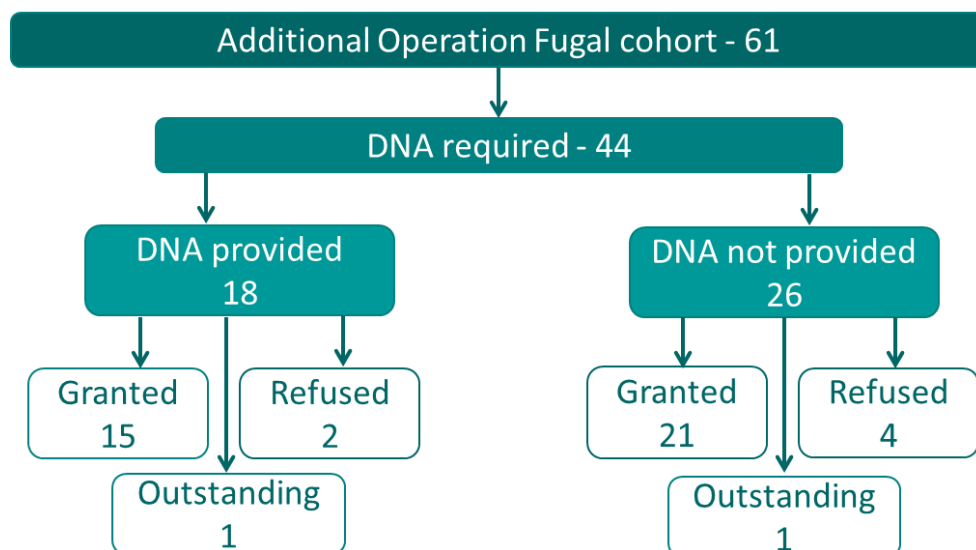 Additional Operation Fugal cohort - 61
DNA required - 44
DNA provided
18
DNA not provided
26
Granted
15
Refused
2
Granted
21
Refused
4
Outstanding
1
Outstanding
1